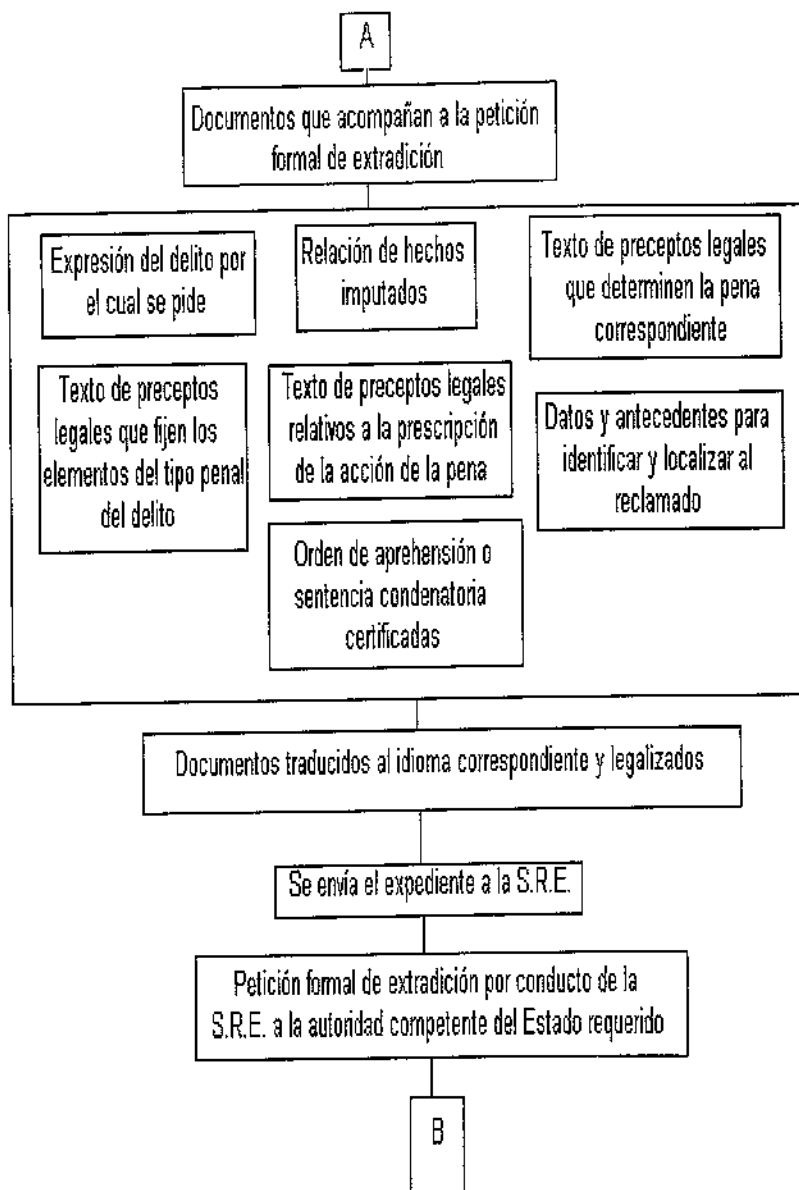 A
Documentos que acompañan a la petición
formal de extradición
Expresión del delito por
el cual se pide
Relación de hechos
imputados
Texto de preceptos legales
que determinen la pena
correspondiente
Texto de preceptos
legales que fijen los
elementos del tipo penal
del delito
Texto de preceptos legales
relativos a la prescripción
de la acción de la pena
Datos y antecedentes para
identificar y localizar al
reclamado
Orden de aprehensión o
sentencia condenatoria
certificadas
Documentos traducidos al idioma correspondiente y legalizados
Se envía el expediente a la S.R.E.
Petición formal de extradición por conducto de la
S.R.E. a la autoridad competente del Estado requerido
B